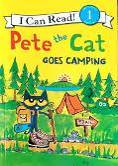 I Can Read! 1
Pete the Cat
GOES CAMPING